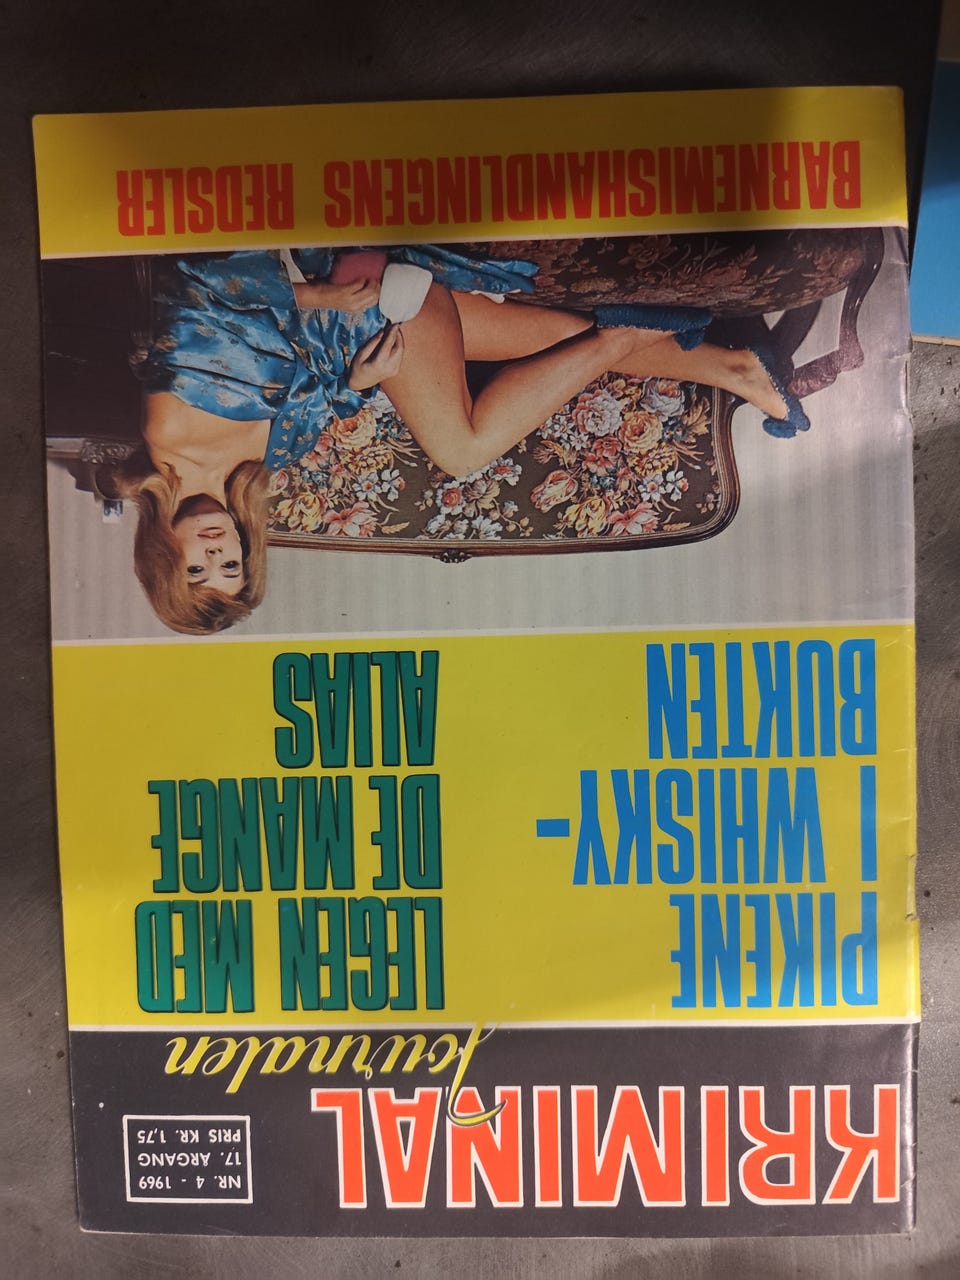 KRIMINAL
Journalen
NR. 4 - 1969
17. ÅRGANG
PRIS KR. 1,75
PIKENE
I WHISKY-
BUKTEN
LEGEN MED
DE MANGE
ALIAS
BARNEMISHANDLINGENS REDSLER